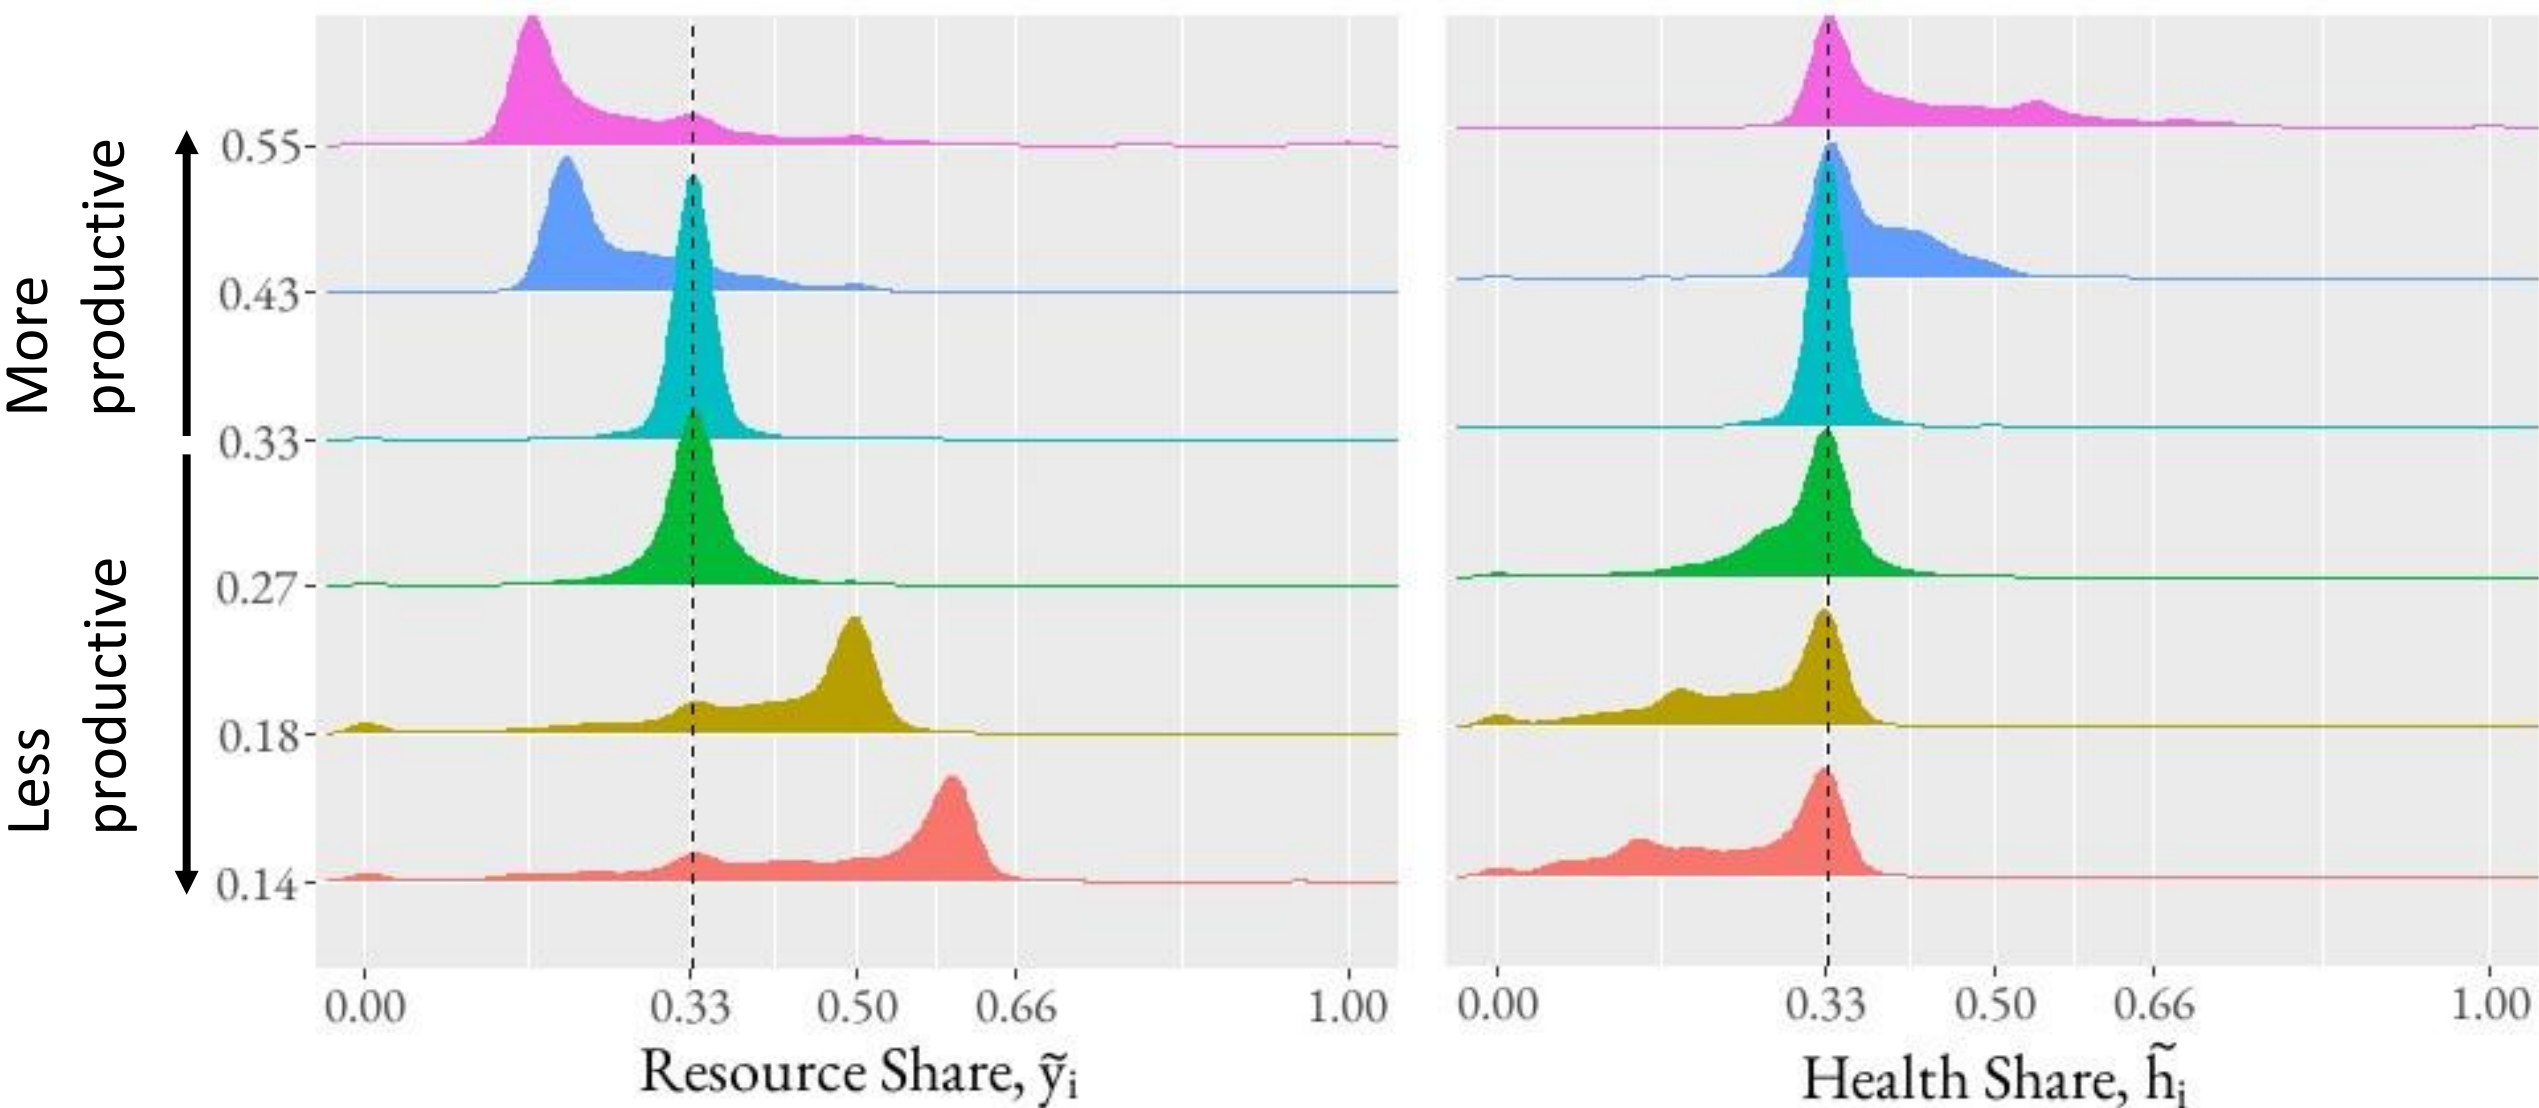 More
productive
Less
productive
0.55
0.43
0.33
0.27
0.18
0.14
0.00 0.33 0.50 0.66 1.00
Resource Share, ỹᵢ
0.00 0.33 0.50 0.66 1.00
Health Share, h̃ᵢ